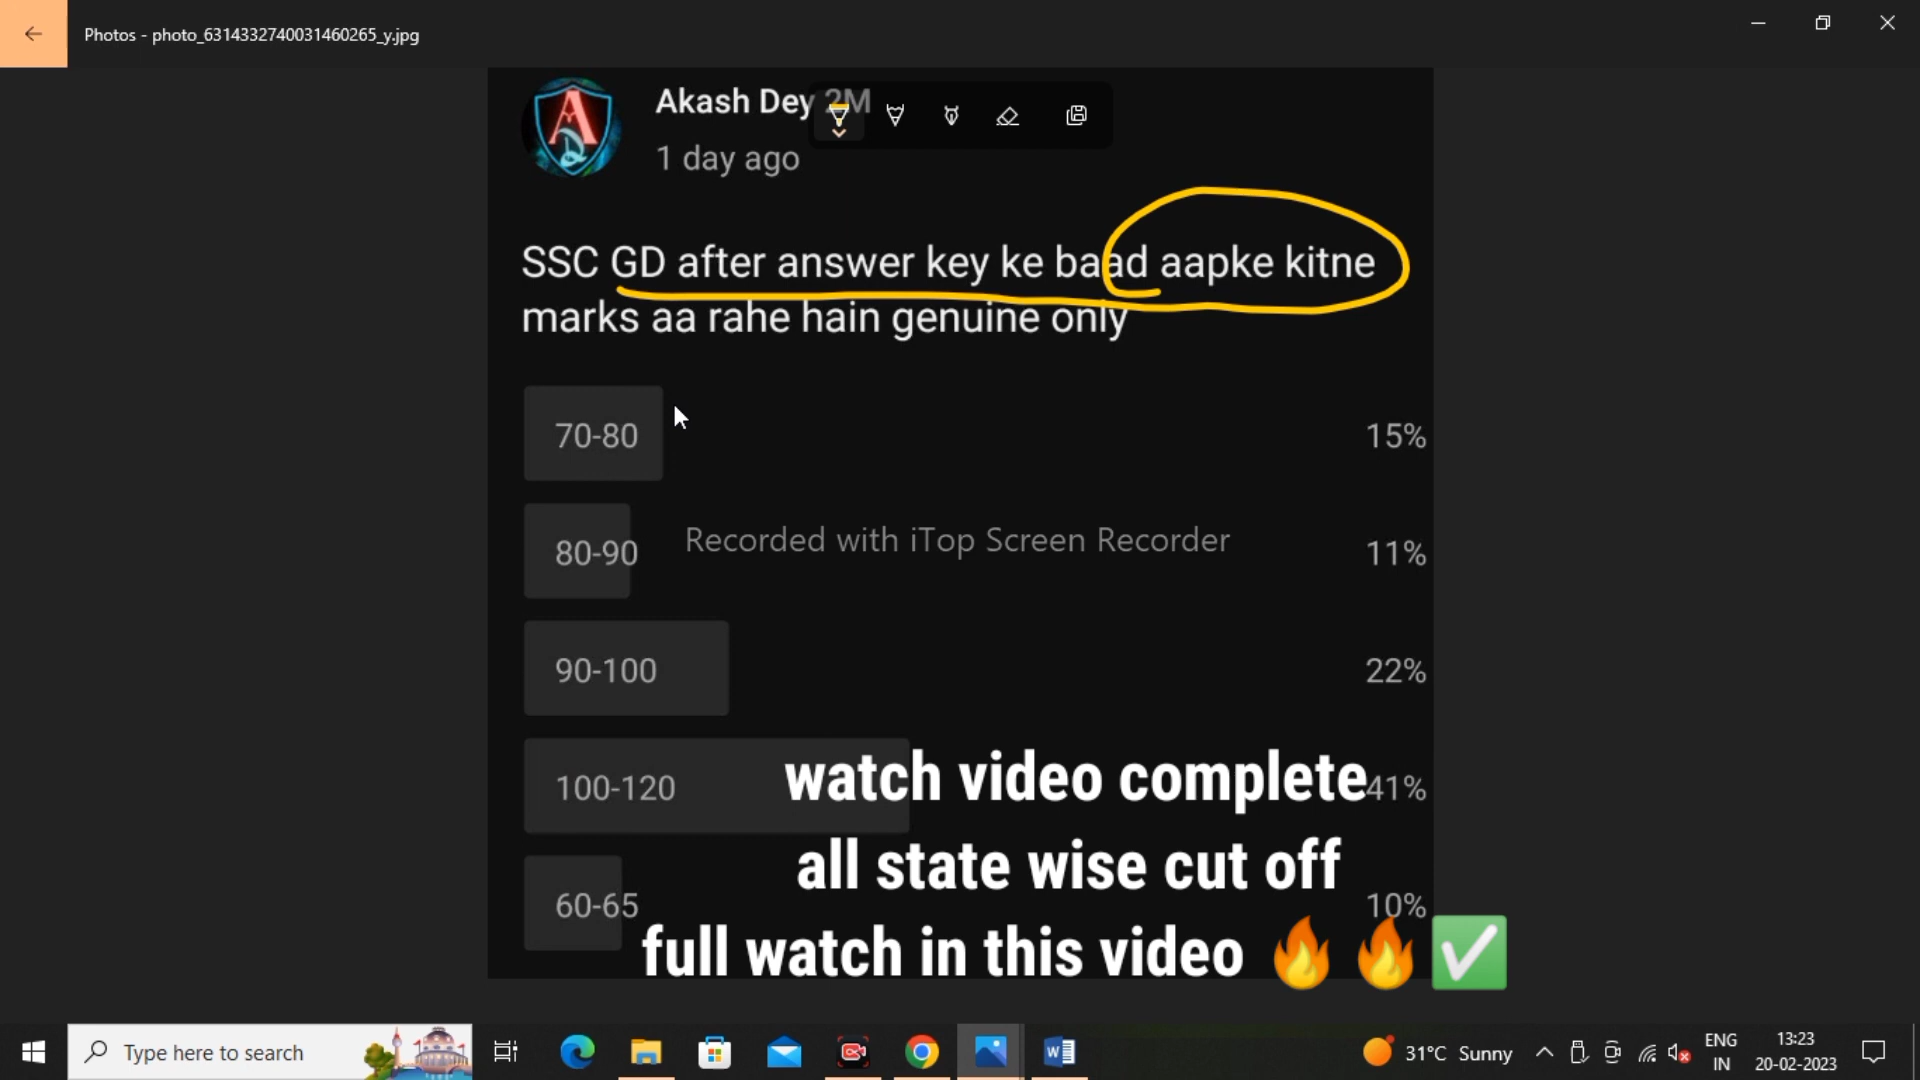 Photos - photo_6314332740031460265_y.jpg
Akash Dey 2M
1 day ago
SSC GD after answer key ke baad aapke kitne
marks aa rahe hain genuine only
70-80 15%
80-90 11%
Recorded with iTop Screen Recorder
90-100 22%
100-120 41%
60-65 10%
watch video complete
all state wise cut off
full watch in this video 🔥 🔥 ✅
Type here to search
31°C Sunny
ENG
IN
13:23
20-02-2023